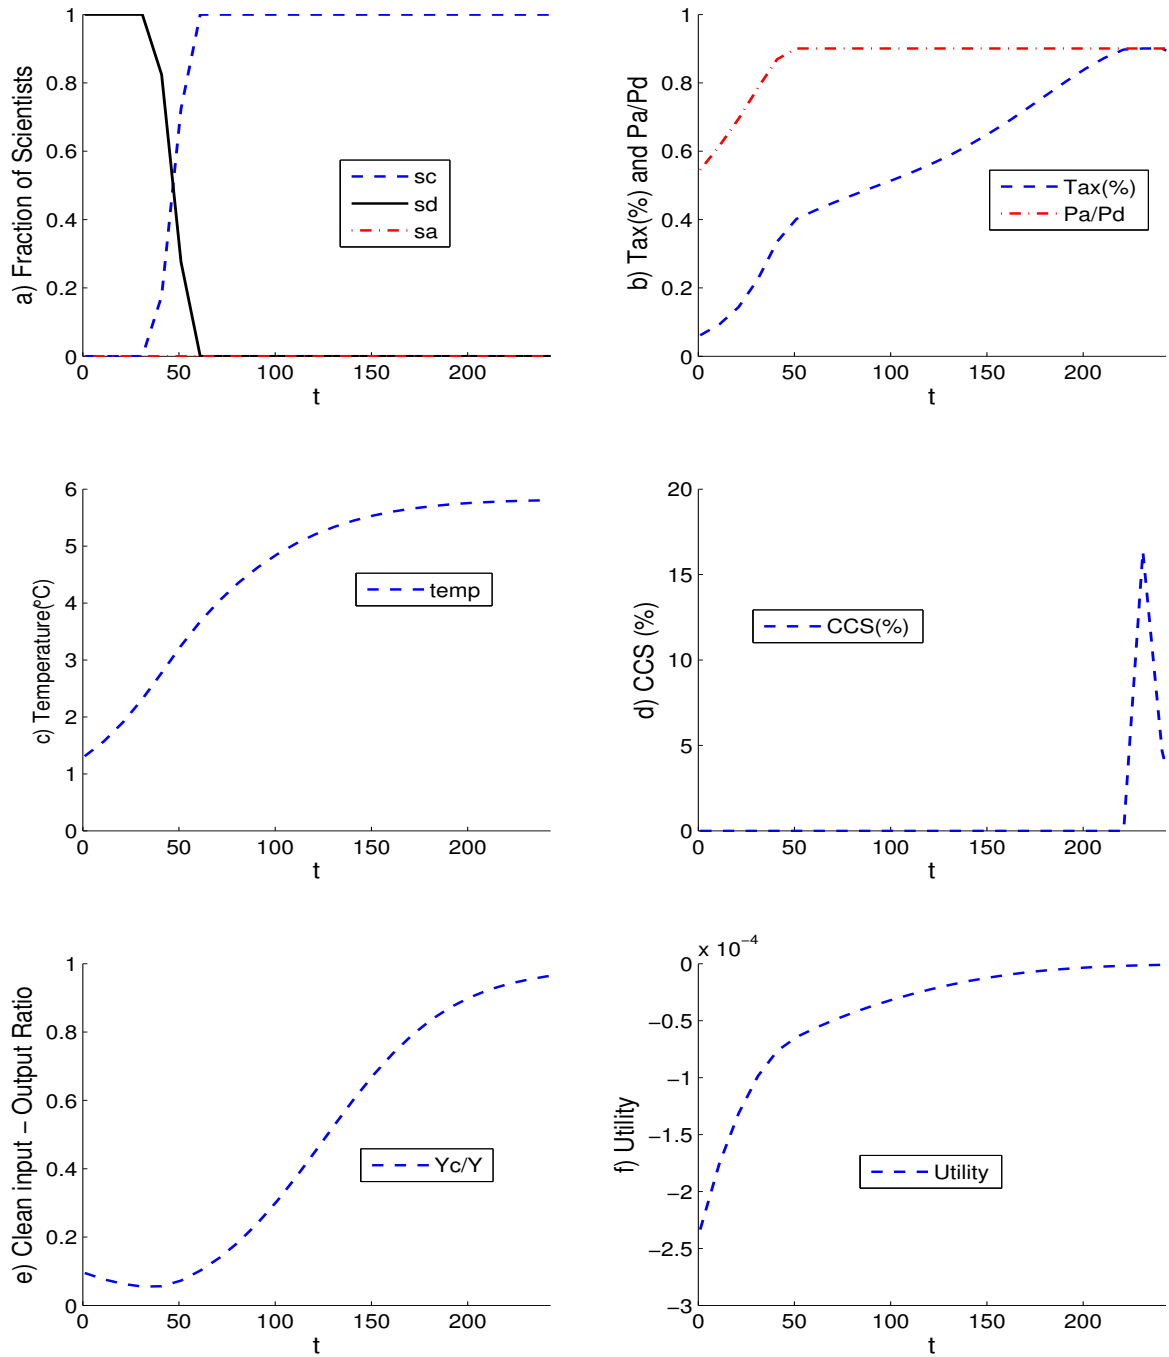 a) Fraction of Scientists
1
0.8
0.6
0.4
0.2
0
0 50 100 150 200
t
sc
sd
sa
b) Tax(%) and Pa/Pd
1
0.8
0.6
0.4
0.2
0
0 50 100 150 200
t
Tax(%)
Pa/Pd
c) Temperature(ºC)
6
5
4
3
2
1
0
0 50 100 150 200
t
temp
d) CCS (%)
20
15
10
5
0
0 50 100 150 200
t
CCS(%)
e) Clean input − Output Ratio
1
0.8
0.6
0.4
0.2
0
0 50 100 150 200
t
Yc/Y
f) Utility
x 10⁻⁴
0
−0.5
−1
−1.5
−2
−2.5
−3
0 50 100 150 200
t
Utility